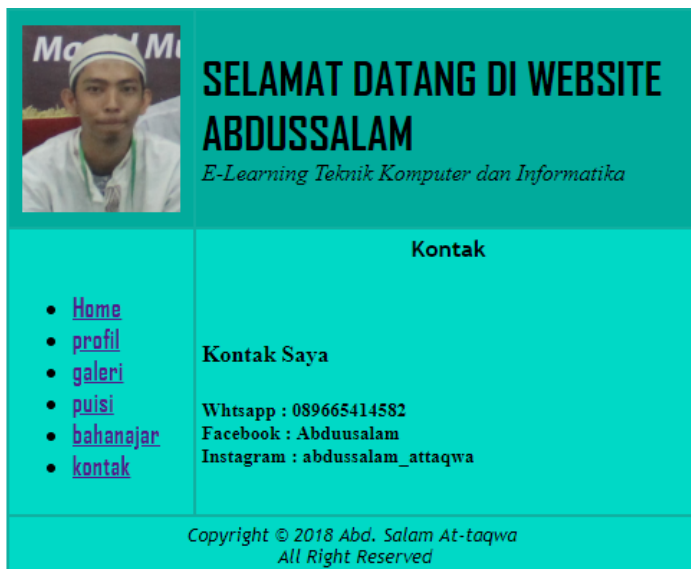 SELAMAT DATANG DI WEBSITE
ABDUSSALAM
E-Learning Teknik Komputer dan Informatika
Kontak
Home
profil
galeri
puisi
bahanajar
kontak
Kontak Saya
Whtsapp : 089665414582
Facebook : Abduusalam
Instagram : abdussalam_attaqwa
Copyright © 2018 Abd. Salam At-taqwa
All Right Reserved